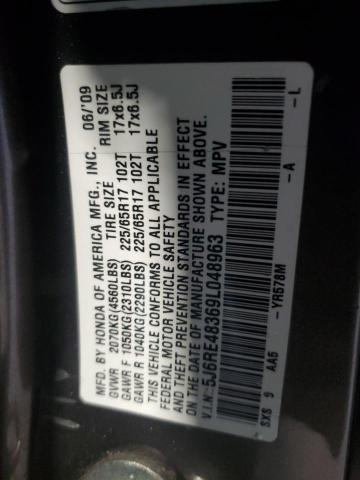 MFD. BY HONDA OF AMERICA MFG., INC. 06/'09
TIRE SIZE RIM SIZE
GVWR 2070KG(4560LBS)
GAWR F 1050KG(2310LBS) 225/65R17 102T 17x6.5J
GAWR R 1040KG(2290LBS) 225/65R17 102T 17x6.5J
THIS VEHICLE CONFORMS TO ALL APPLICABLE
FEDERAL MOTOR VEHICLE SAFETY
AND THEFT PREVENTION STANDARDS IN EFFECT
ON THE DATE OF MANUFACTURE SHOWN ABOVE.
V.I.N: 5J6RE48369L048963 TYPE: MPV
SXS 9 AA5 -YR578M -A -L